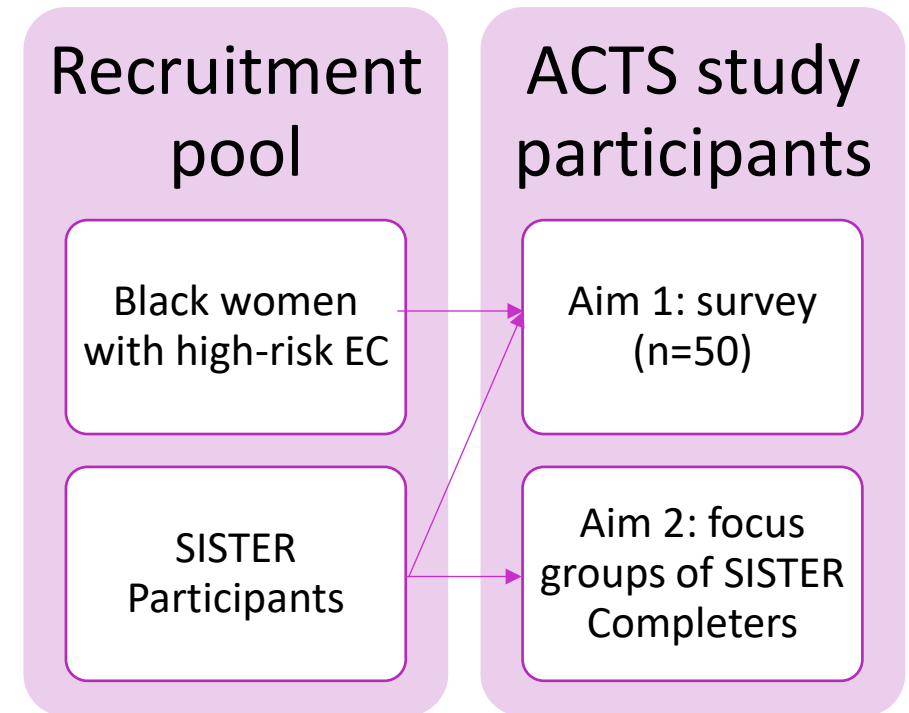 Recruitment
pool
Black women
with high-risk EC
SISTER
Participants
ACTS study
participants
Aim 1: survey
(n=50)
Aim 2: focus
groups of SISTER
Completers